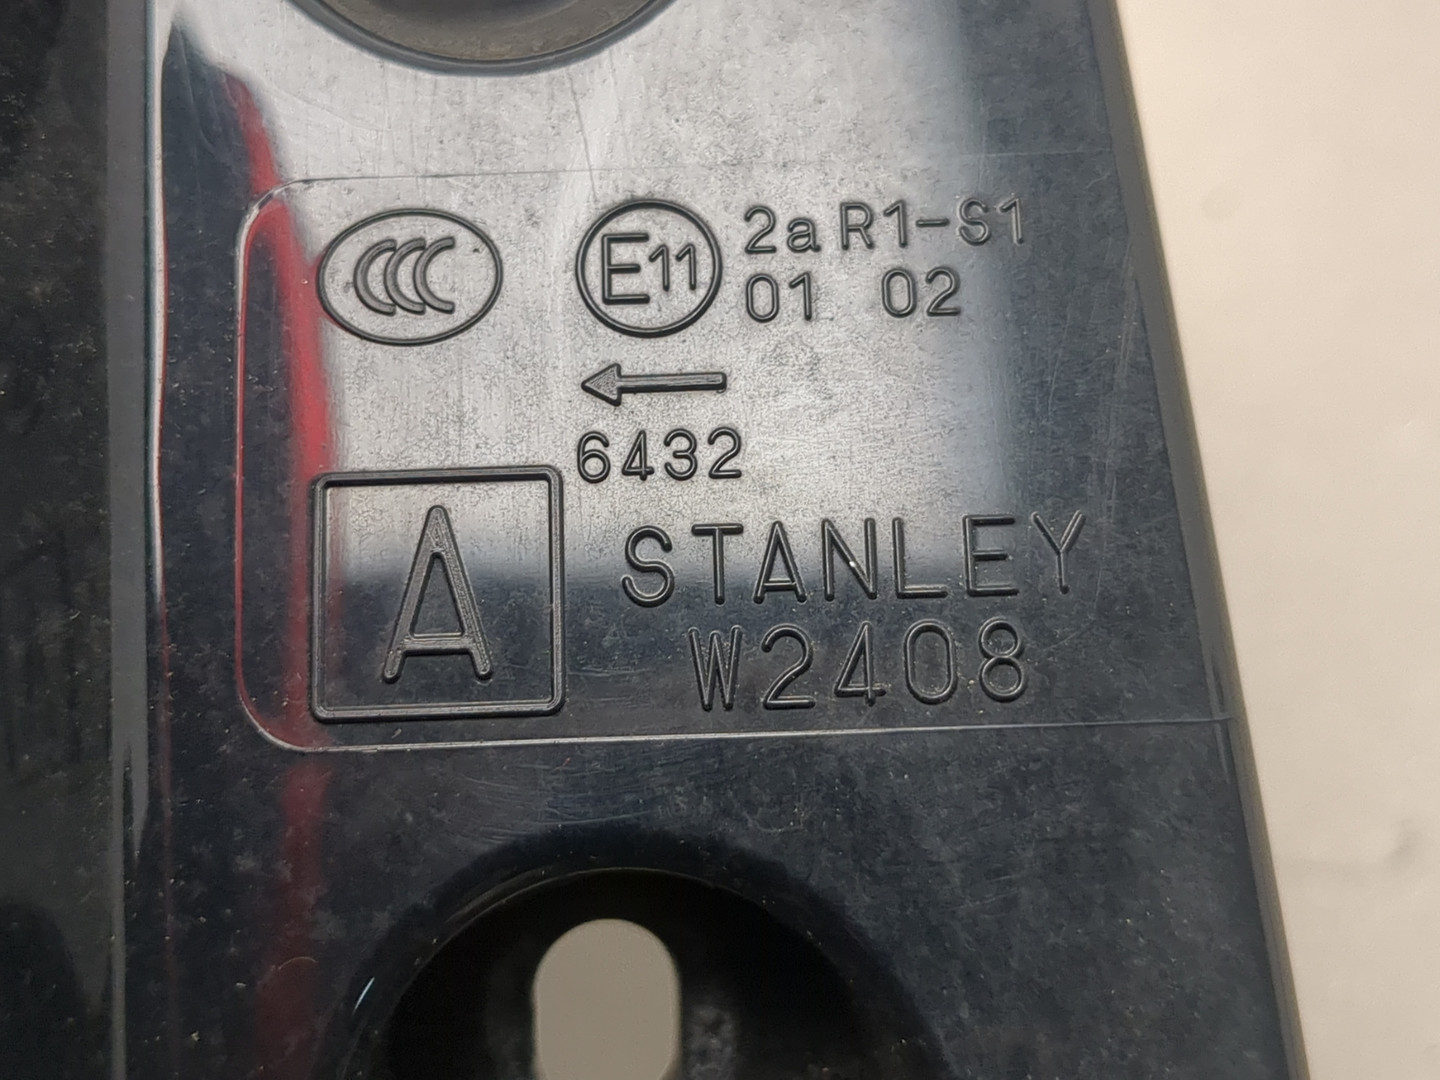 CCC E11 2a R1-S1
01 02
←
6432
A STANLEY
W2408